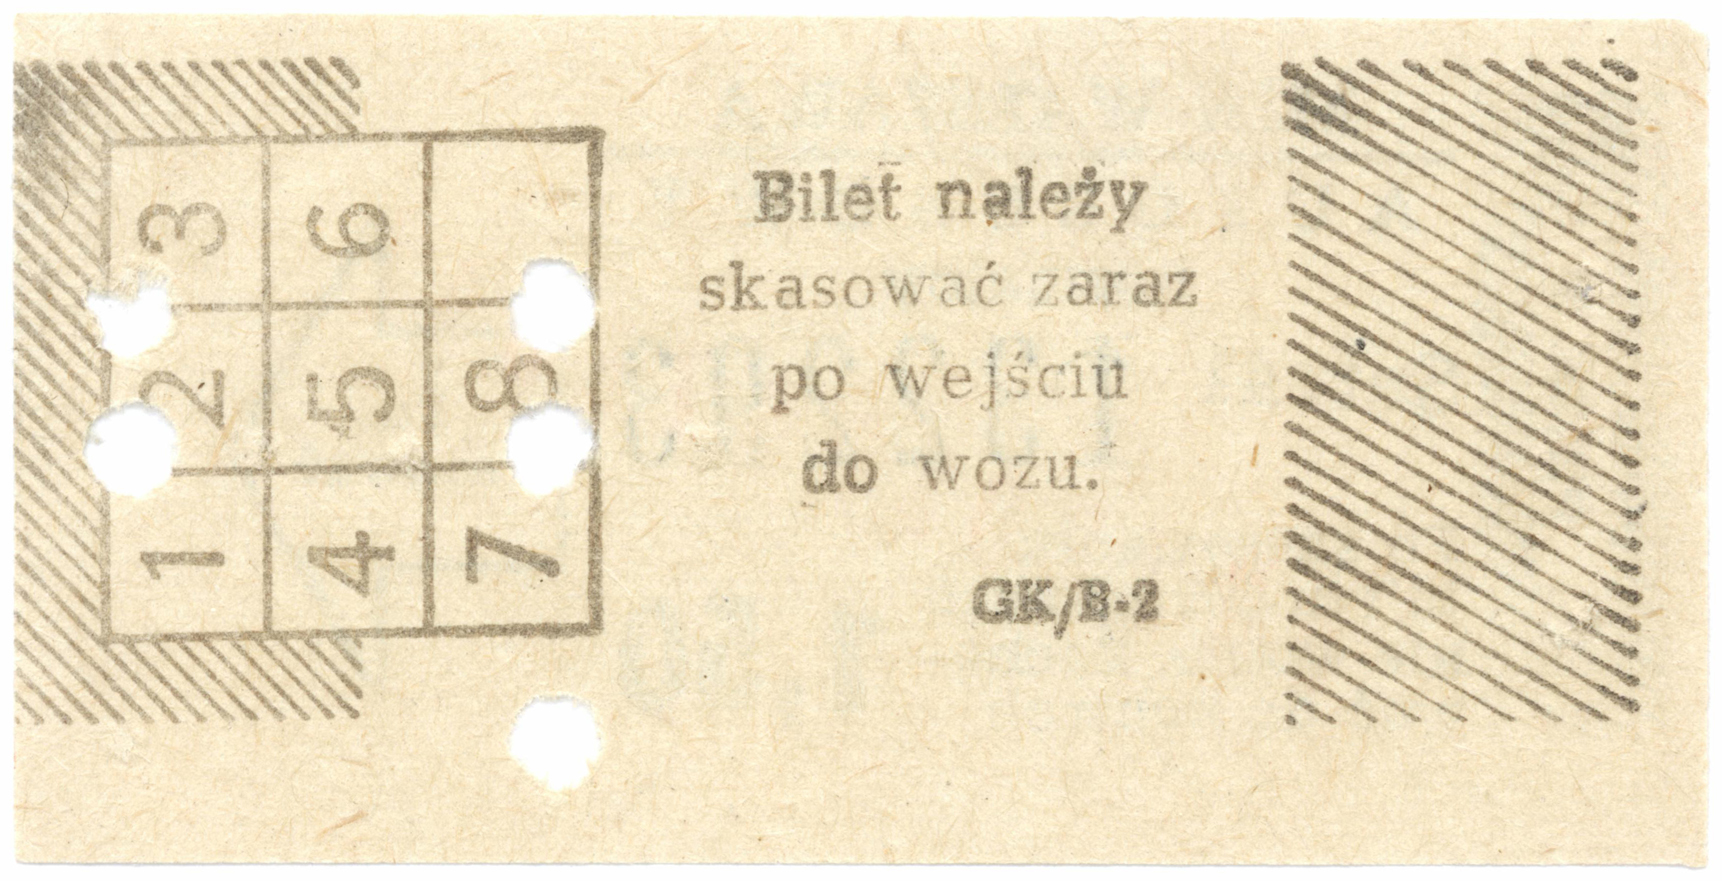 3 6
2 5 8
1 4 7
Bilet należy
skasować zaraz
po wejściu
do wozu.
GK/B-2